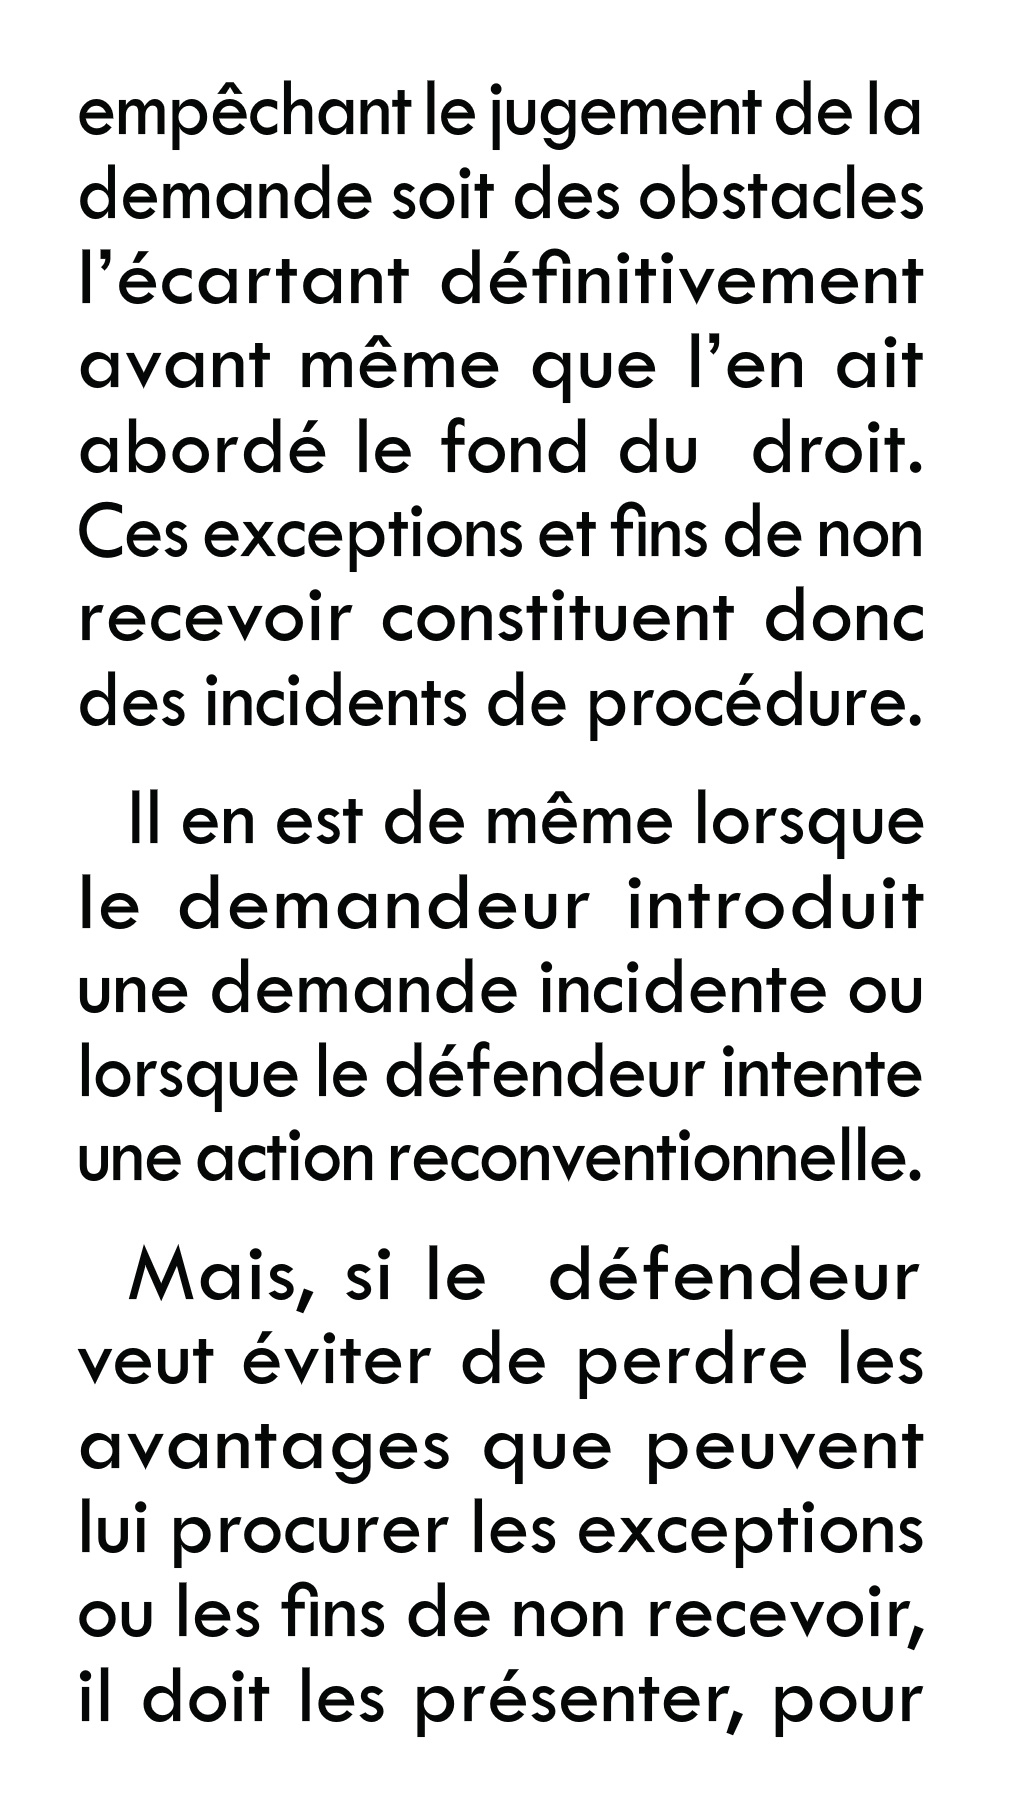 empêchant le jugement de la
demande soit des obstacles
l’écartant définitivement
avant même que l’en ait
abordé le fond du droit.
Ces exceptions et fins de non
recevoir constituent donc
des incidents de procédure.
Il en est de même lorsque
le demandeur introduit
une demande incidente ou
lorsque le défendeur intente
une action reconventionnelle.
Mais, si le défendeur
veut éviter de perdre les
avantages que peuvent
lui procurer les exceptions
ou les fins de non recevoir,
il doit les présenter, pour